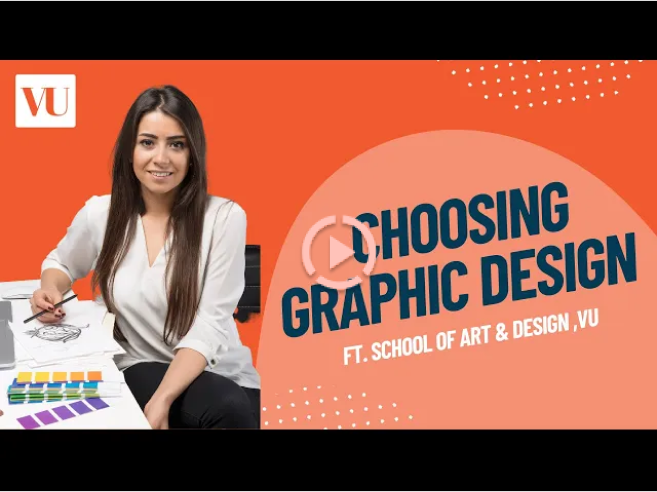 VU
CHOOSING
GRAPHIC DESIGN
FT. SCHOOL OF ART & DESIGN ,VU